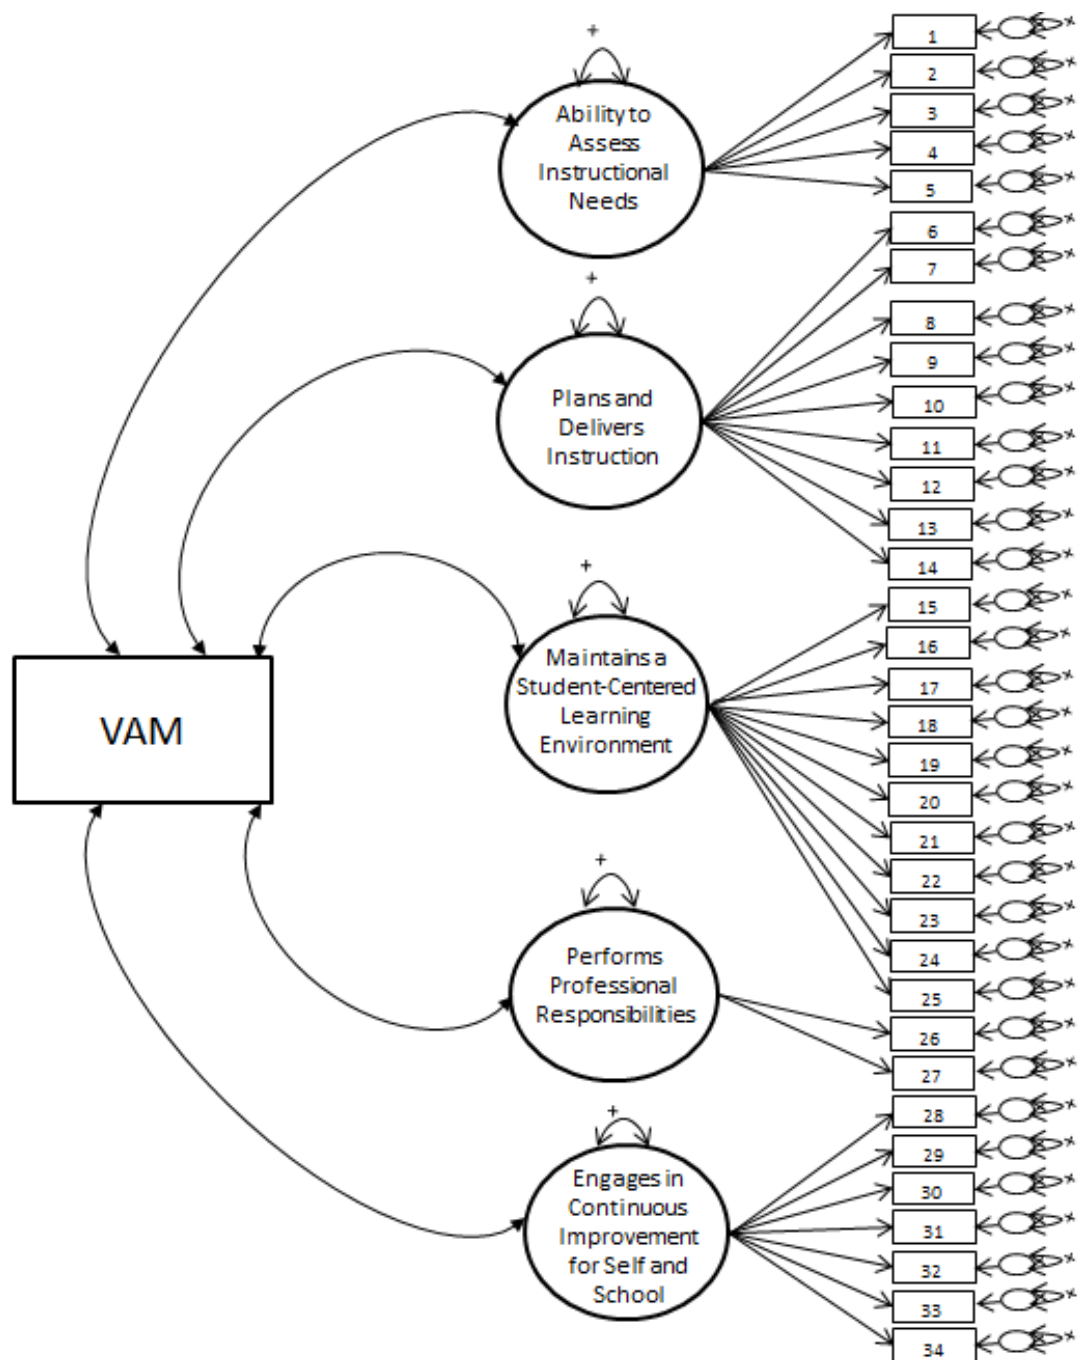 +
Ability to
Assess
Instructional
Needs
1
2
3
4
5
+
Plans and
Delivers
Instruction
6
7
8
9
10
11
12
13
14
+
Maintains a
Student-Centered
Learning
Environment
15
16
17
18
19
20
21
22
23
24
25
VAM
+
Performs
Professional
Responsibilities
26
27
+
Engages in
Continuous
Improvement
for Self and
School
28
29
30
31
32
33
34